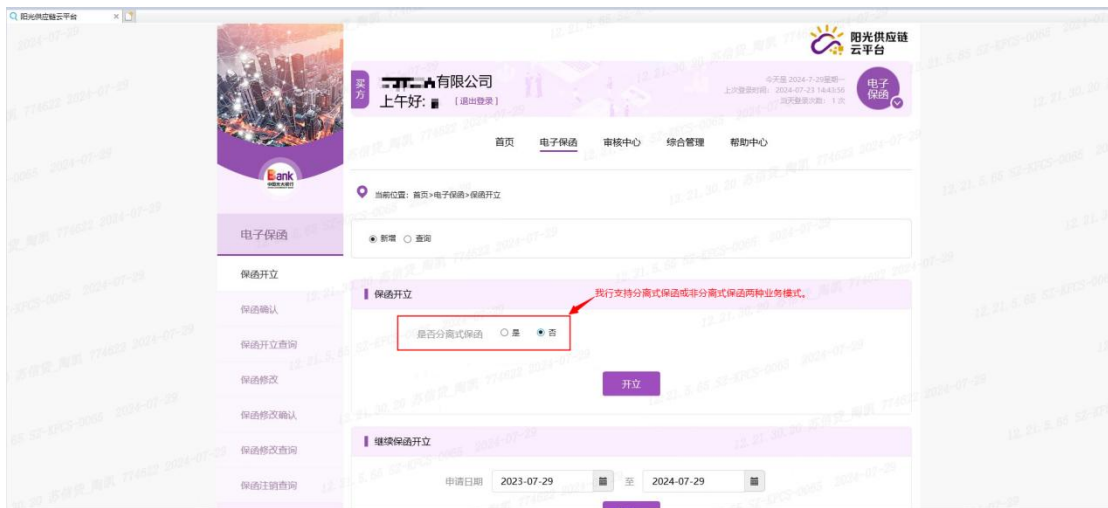 阳光供应链云平台
阳光供应链
云平台
买方
有限公司
上午好:
[退出登录]
今天是 2024-7-29星期一
上次登录时间: 2024-07-23 14:43:56
当天登录次数: 1 次
电子
保函
首页 电子保函 审核中心 综合管理 帮助中心
Bank
中国光大银行
当前位置: 首页>电子保函>保函开立
电子保函
新增 查询
保函开立
保函确认
保函开立查询
保函修改
保函修改确认
保函修改查询
保函注销查询
保函开立
我行支持分离式保函或非分离式保函两种业务模式。
是否分离式保函 是 否
开立
继续保函开立
申请日期 2023-07-29 至 2024-07-29